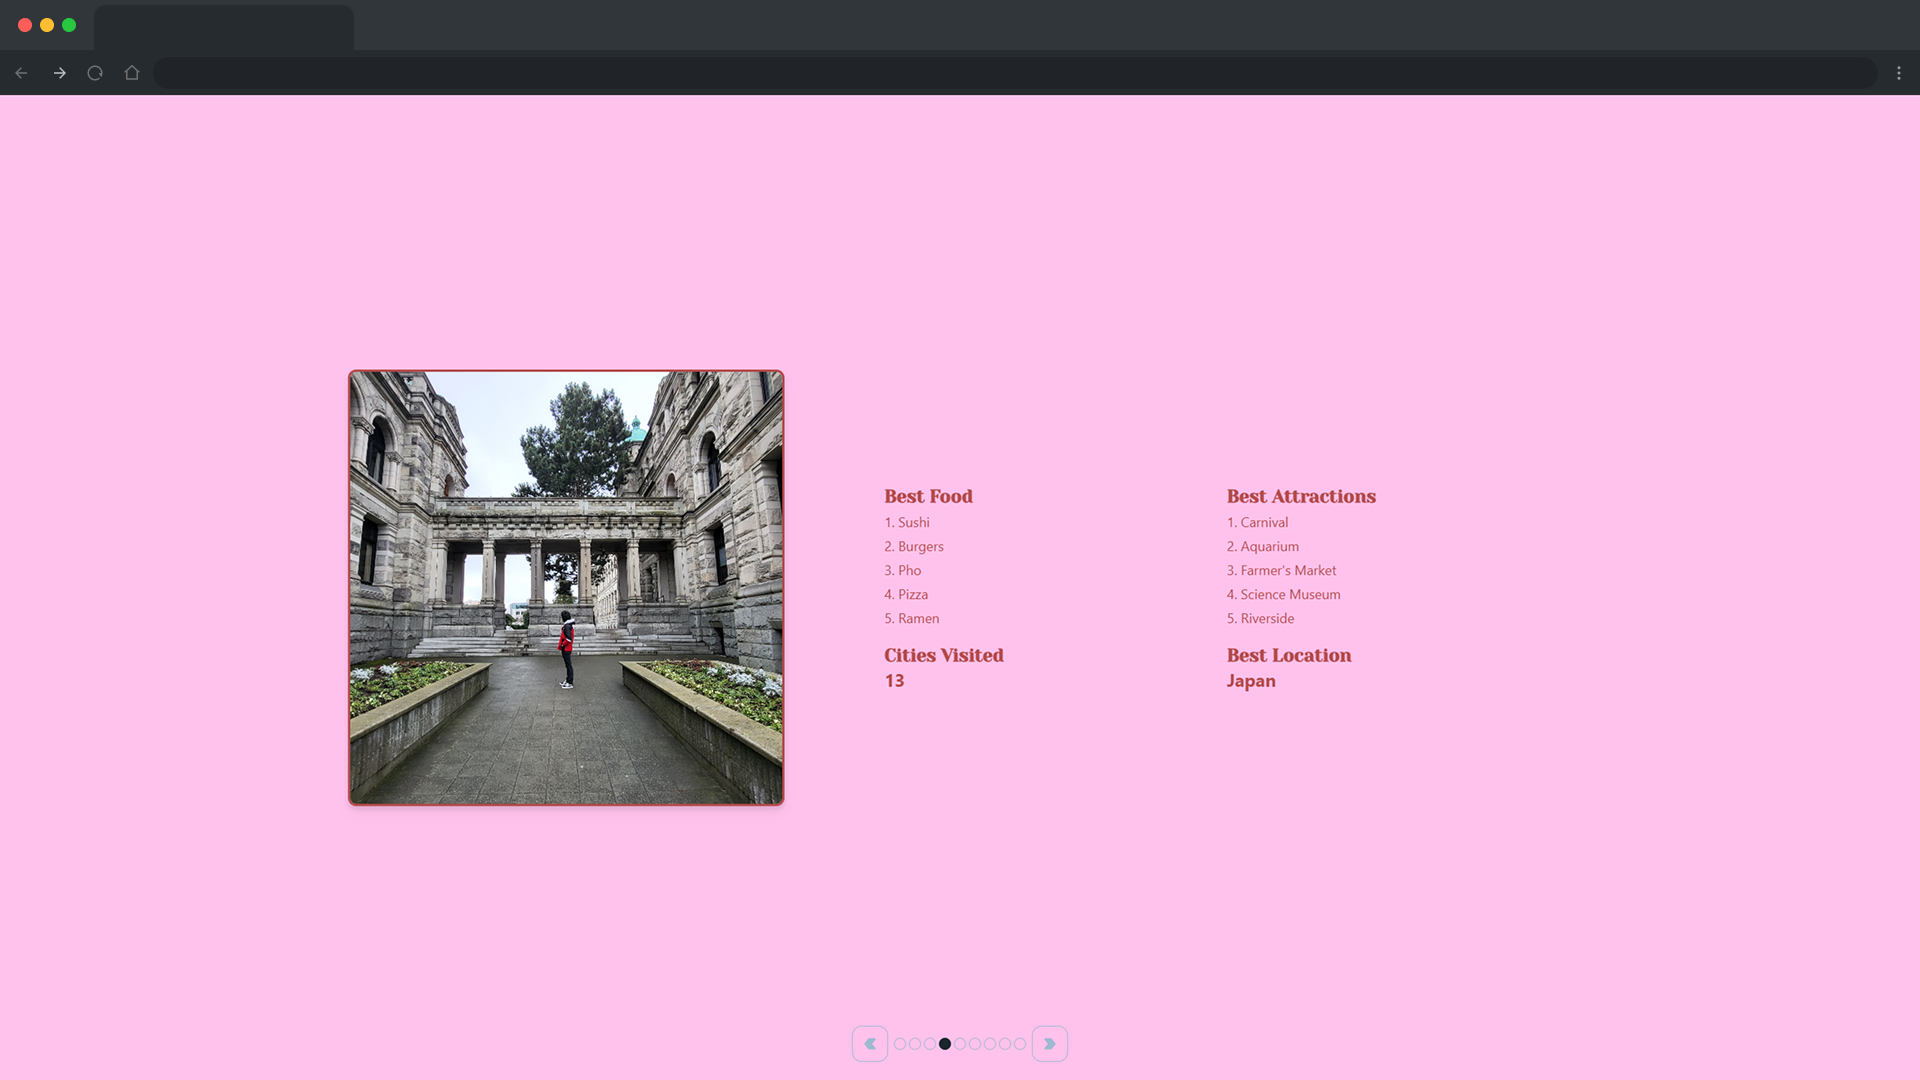 Best Food
1. Sushi
2. Burgers
3. Pho
4. Pizza
5. Ramen
Cities Visited
13
Best Attractions
1. Carnival
2. Aquarium
3. Farmer's Market
4. Science Museum
5. Riverside
Best Location
Japan